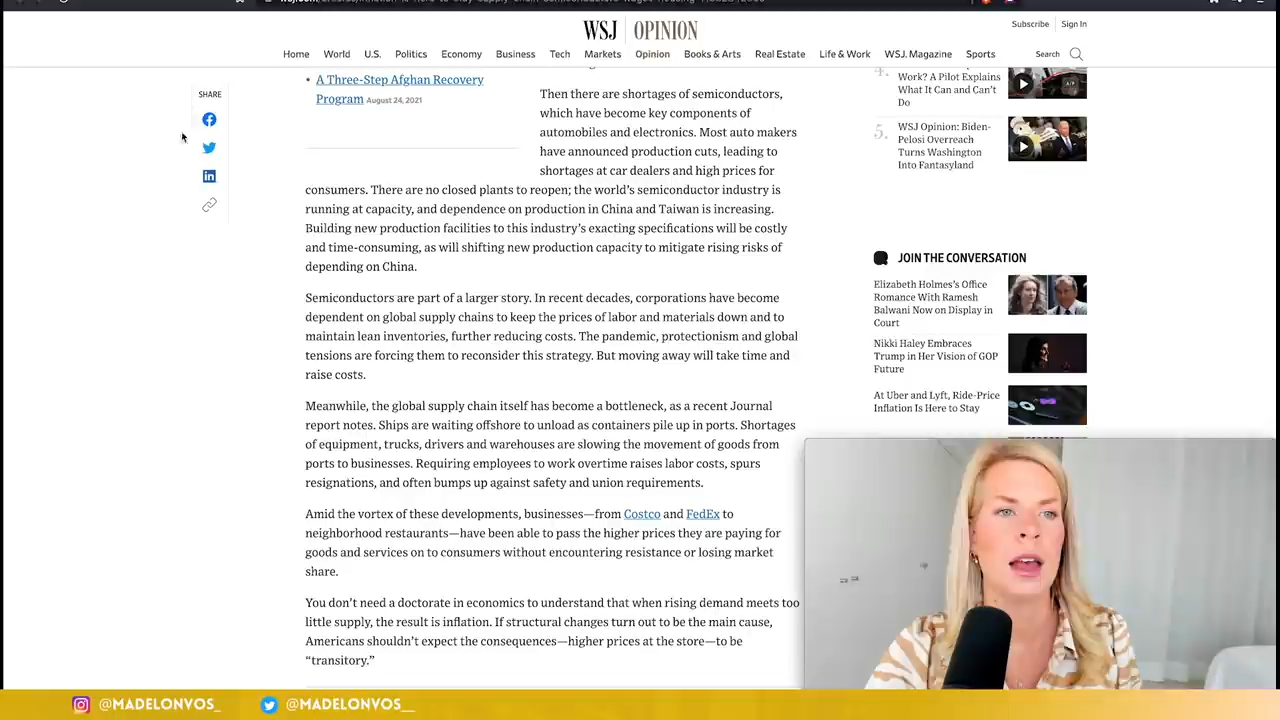 WSJ OPINION
Subscribe Sign In
Home World U.S. Politics Economy Business Tech Markets Opinion Books & Arts Real Estate Life & Work WSJ. Magazine Sports Search
SHARE
• A Three-Step Afghan Recovery
Program August 24, 2021
Then there are shortages of semiconductors,
which have become key components of
automobiles and electronics. Most auto makers
have announced production cuts, leading to
shortages at car dealers and high prices for
consumers. There are no closed plants to reopen; the world's semiconductor industry is
running at capacity, and dependence on production in China and Taiwan is increasing.
Building new production facilities to this industry's exacting specifications will be costly
and time-consuming, as will shifting new production capacity to mitigate rising risks of
depending on China.
Semiconductors are part of a larger story. In recent decades, corporations have become
dependent on global supply chains to keep the prices of labor and materials down and to
maintain lean inventories, further reducing costs. The pandemic, protectionism and global
tensions are forcing them to reconsider this strategy. But moving away will take time and
raise costs.
Meanwhile, the global supply chain itself has become a bottleneck, as a recent Journal
report notes. Ships are waiting offshore to unload as containers pile up in ports. Shortages
of equipment, trucks, drivers and warehouses are slowing the movement of goods from
ports to businesses. Requiring employees to work overtime raises labor costs, spurs
resignations, and often bumps up against safety and union requirements.
Amid the vortex of these developments, businesses—from Costco and FedEx to
neighborhood restaurants—have been able to pass the higher prices they are paying for
goods and services on to consumers without encountering resistance or losing market
share.
You don't need a doctorate in economics to understand that when rising demand meets too
little supply, the result is inflation. If structural changes turn out to be the main cause,
Americans shouldn't expect the consequences—higher prices at the store—to be
“transitory.”
4. Work? A Pilot Explains
What It Can and Can't
Do
5. WSJ Opinion: Biden-
Pelosi Overreach
Turns Washington
Into Fantasyland
JOIN THE CONVERSATION
Elizabeth Holmes's Office
Romance With Ramesh
Balwani Now on Display in
Court
Nikki Haley Embraces
Trump in Her Vision of GOP
Future
At Uber and Lyft, Ride-Price
Inflation Is Here to Stay
@MADELONVOS_ @MADELONVOS__